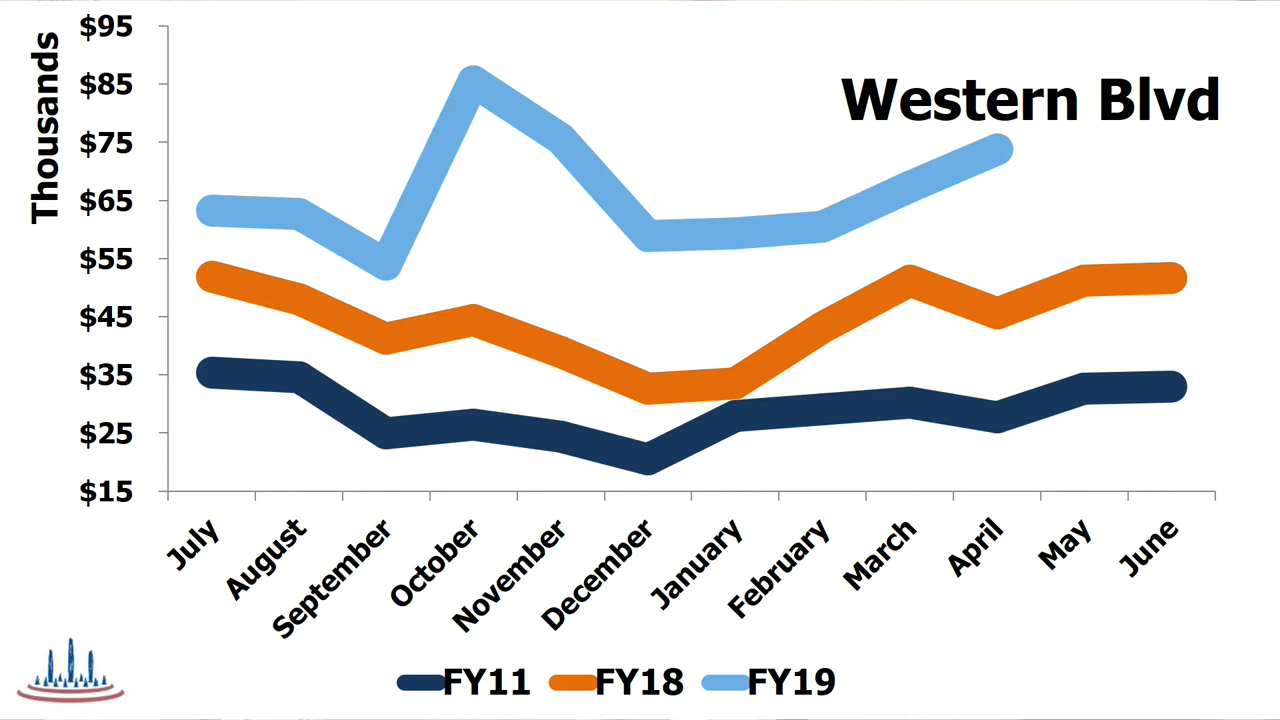 Western Blvd
Thousands
$95
$85
$75
$65
$55
$45
$35
$25
$15
July
August
September
October
November
December
January
February
March
April
May
June
FY11
FY18
FY19